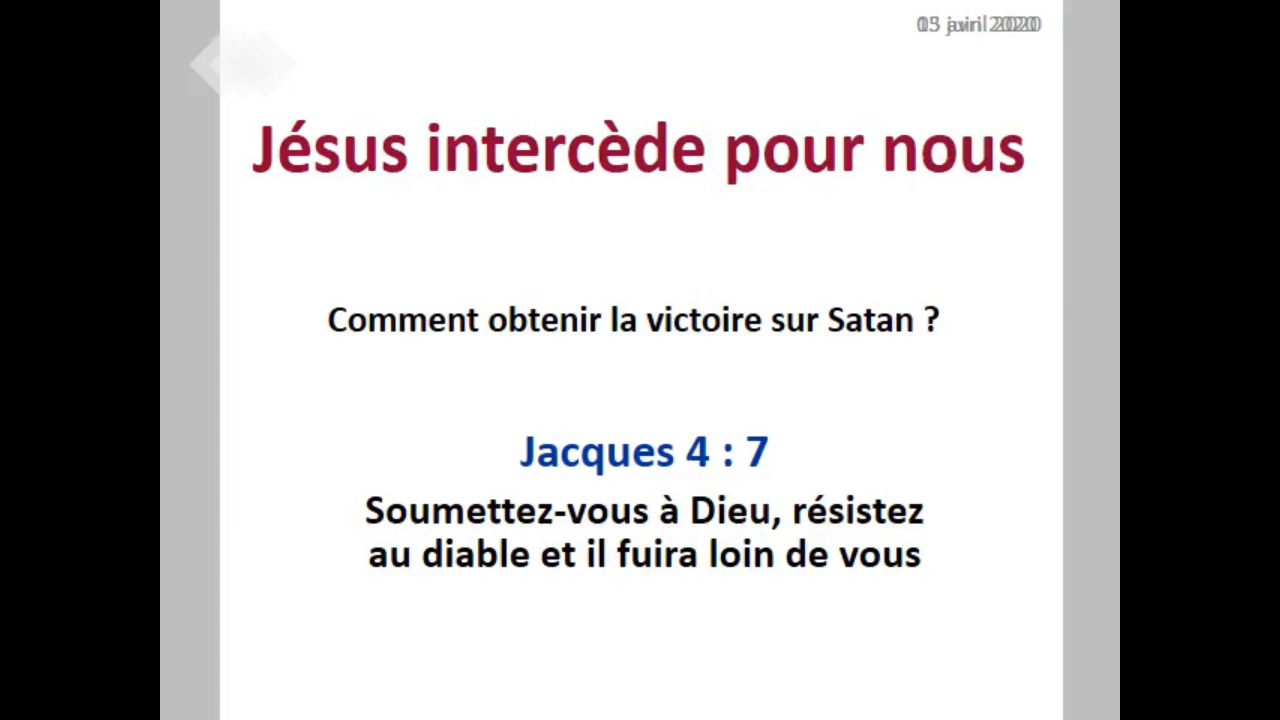 2020
Jésus intercède pour nous
Comment obtenir la victoire sur Satan ?
Jacques 4 : 7
Soumettez-vous à Dieu, résistez
au diable et il fuira loin de vous